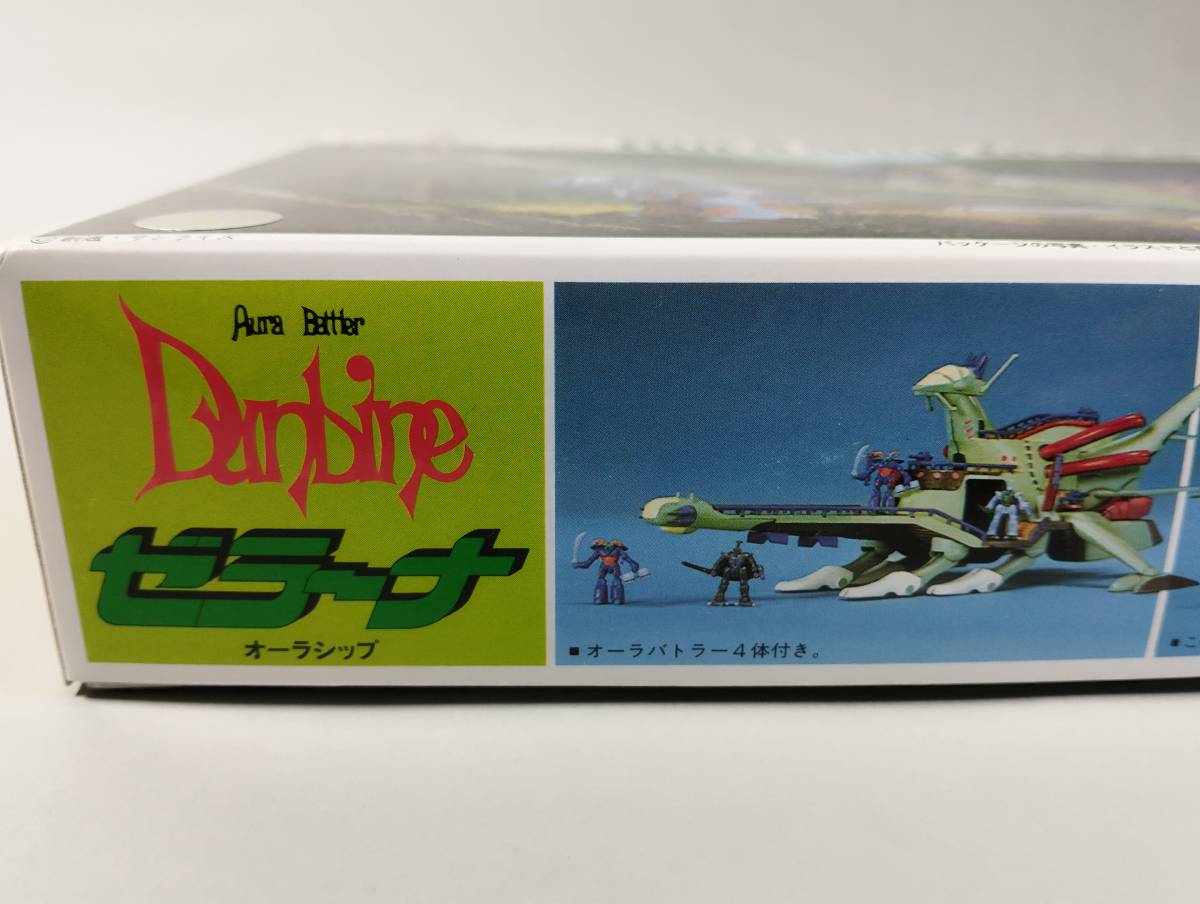 Aura Battler
Dunbine
ゼラーナ
オーラシップ
■ オーラバトラー４体付き。